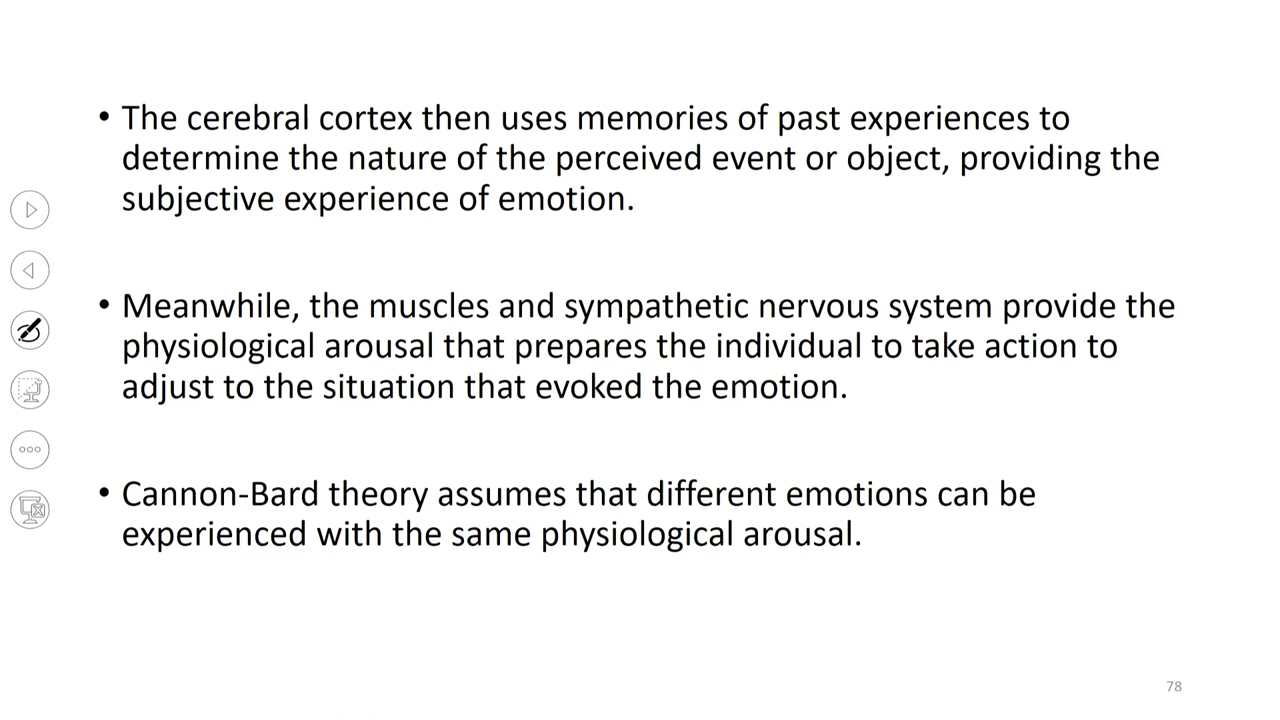 • The cerebral cortex then uses memories of past experiences to
determine the nature of the perceived event or object, providing the
subjective experience of emotion.
• Meanwhile, the muscles and sympathetic nervous system provide the
physiological arousal that prepares the individual to take action to
adjust to the situation that evoked the emotion.
• Cannon-Bard theory assumes that different emotions can be
experienced with the same physiological arousal.
78